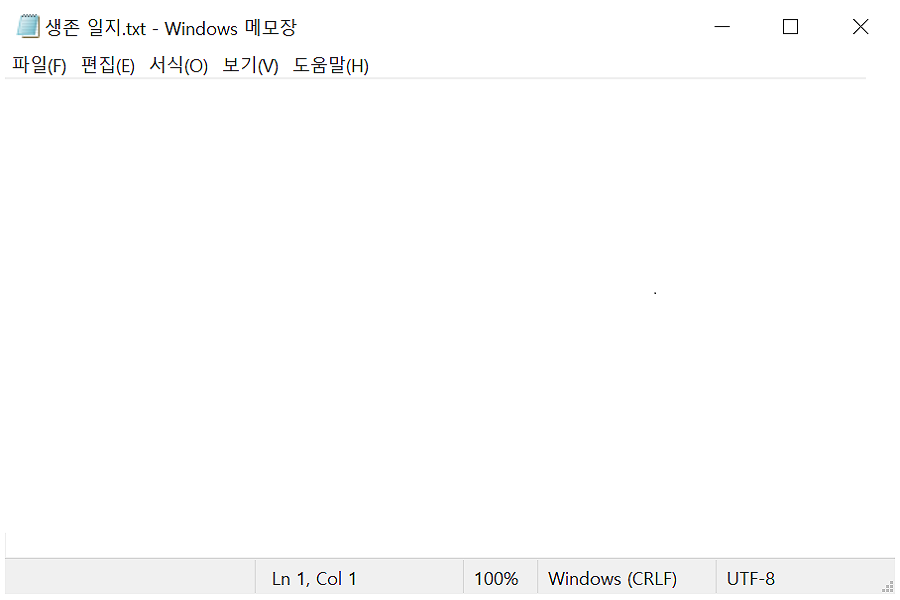 생존 일지.txt - Windows 메모장
파일(F) 편집(E) 서식(O) 보기(V) 도움말(H)
.
Ln 1, Col 1 100% Windows (CRLF) UTF-8